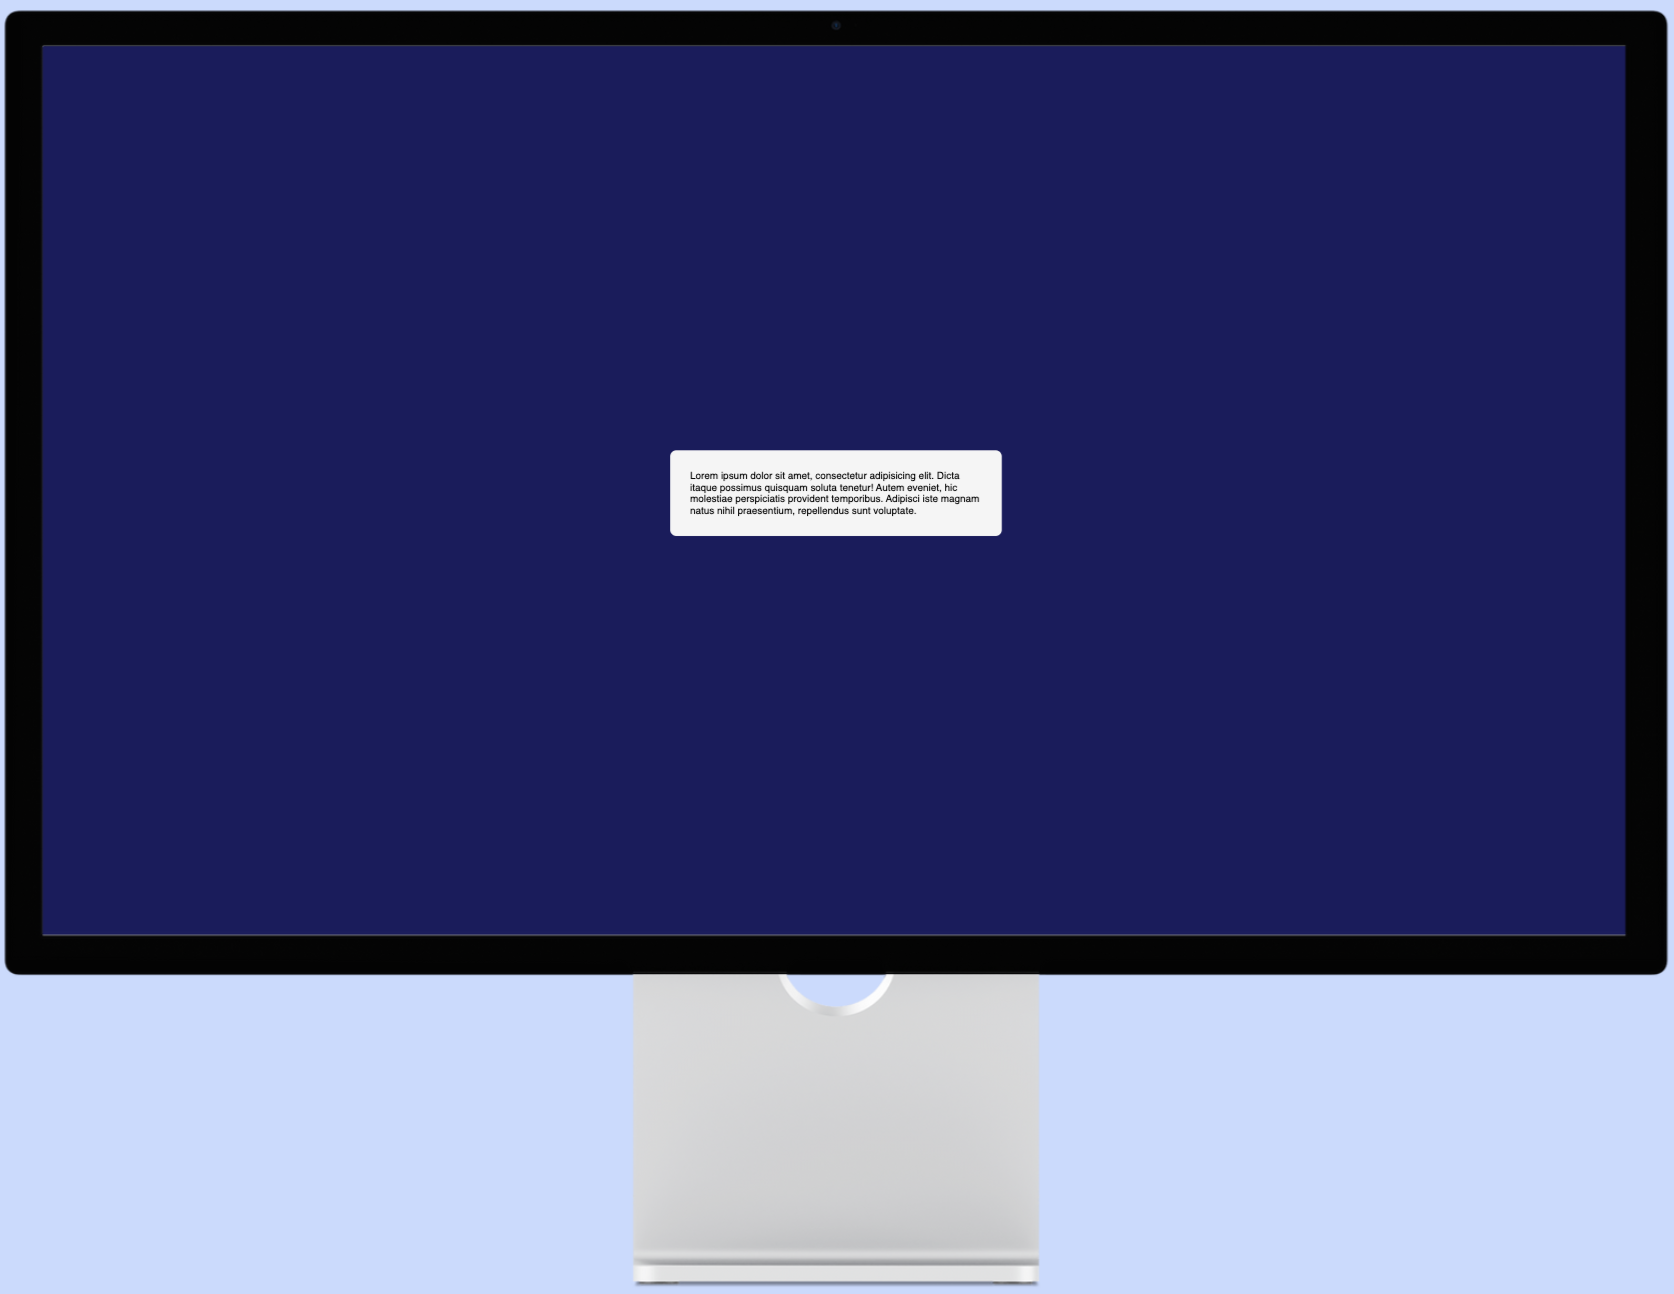 Lorem ipsum dolor sit amet, consectetur adipisicing elit. Dicta
itaque possimus quisquam soluta tenetur! Autem eveniet, hic
molestiae perspiciatis provident temporibus. Adipisci iste magnam
natus nihil praesentium, repellendus sunt voluptate.